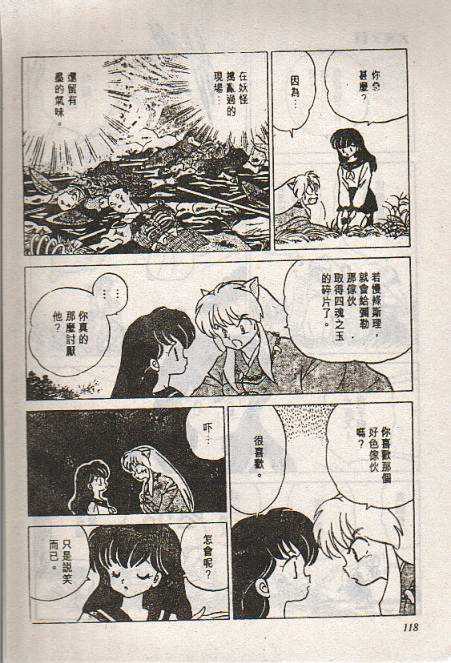 你急
甚麼?
因為…
在妖怪
搗亂過的
現場…
還留有
墨的氣味。
若慢條斯理,
就會給彌勒
那傢伙
取得四魂之玉
的碎片了。
……
你真的
那麼討厭
他?
你喜歡那個
好色傢伙
嗎?
很喜歡。
吓…
怎會呢?
只是說笑
而已。
118